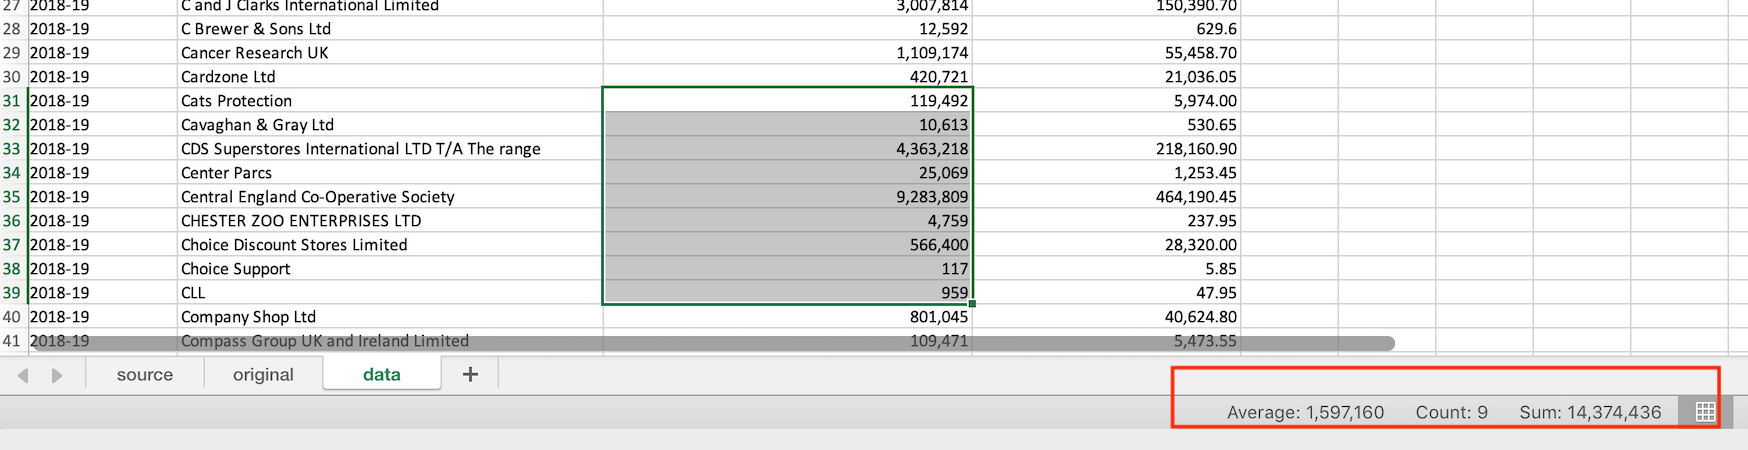 27 2018-19 C and J Clarks International Limited 3,007,814 150,390.70
28 2018-19 C Brewer & Sons Ltd 12,592 629.6
29 2018-19 Cancer Research UK 1,109,174 55,458.70
30 2018-19 Cardzone Ltd 420,721 21,036.05
31 2018-19 Cats Protection 119,492 5,974.00
32 2018-19 Cavaghan & Gray Ltd 10,613 530.65
33 2018-19 CDS Superstores International LTD T/A The range 4,363,218 218,160.90
34 2018-19 Center Parcs 25,069 1,253.45
35 2018-19 Central England Co-Operative Society 9,283,809 464,190.45
36 2018-19 CHESTER ZOO ENTERPRISES LTD 4,759 237.95
37 2018-19 Choice Discount Stores Limited 566,400 28,320.00
38 2018-19 Choice Support 117 5.85
39 2018-19 CLL 959 47.95
40 2018-19 Company Shop Ltd 801,045 40,624.80
41 2018-19 Compass Group UK and Ireland Limited 109,471 5,473.55
source original data +
Average: 1,597,160 Count: 9 Sum: 14,374,436